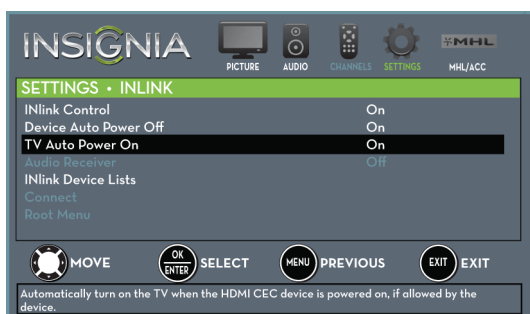 INSIGNIA
PICTURE AUDIO CHANNELS SETTINGS MHL MHL/ACC
SETTINGS • INLINK
INlink Control On
Device Auto Power Off On
TV Auto Power On On
Audio Receiver Off
INlink Device Lists
Connect
Root Menu
MOVE OK ENTER SELECT MENU PREVIOUS EXIT EXIT
Automatically turn on the TV when the HDMI CEC device is powered on, if allowed by the
device.